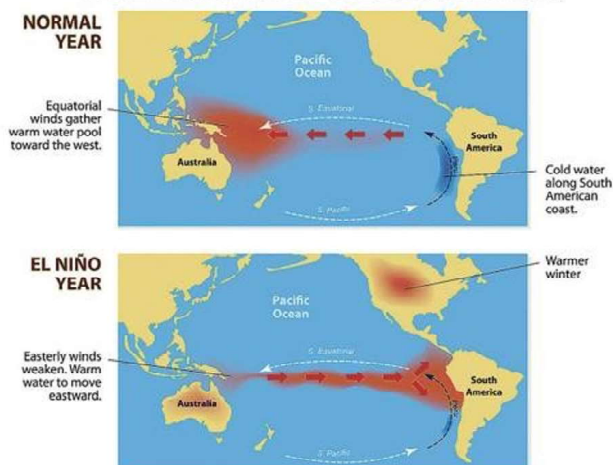 NORMAL
YEAR
Pacific
Ocean
Equatorial
winds gather
warm water pool
toward the west.
S. Equatorial
Australia
South
America
Peru
Cold water
along South
American
coast.
S. Pacific
EL NIÑO
YEAR
Warmer
winter
Pacific
Ocean
Easterly winds
weaken. Warm
water to move
eastward.
S. Equatorial
Australia
South
America
Peru
S. Pacific